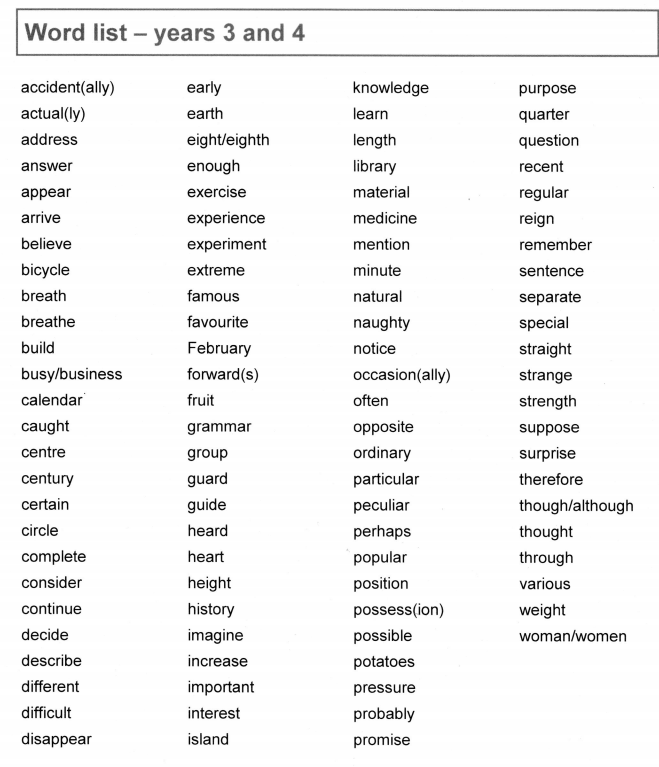 Word list – years 3 and 4
accident(ally)
actual(ly)
address
answer
appear
arrive
believe
bicycle
breath
breathe
build
busy/business
calendar
caught
centre
century
certain
circle
complete
consider
continue
decide
describe
different
difficult
disappear
early
earth
eight/eighth
enough
exercise
experience
experiment
extreme
famous
favourite
February
forward(s)
fruit
grammar
group
guard
guide
heard
heart
height
history
imagine
increase
important
interest
island
knowledge
learn
length
library
material
medicine
mention
minute
natural
naughty
notice
occasion(ally)
often
opposite
ordinary
particular
peculiar
perhaps
popular
position
possess(ion)
possible
potatoes
pressure
probably
promise
purpose
quarter
question
recent
regular
reign
remember
sentence
separate
special
straight
strange
strength
suppose
surprise
therefore
though/although
thought
through
various
weight
woman/women